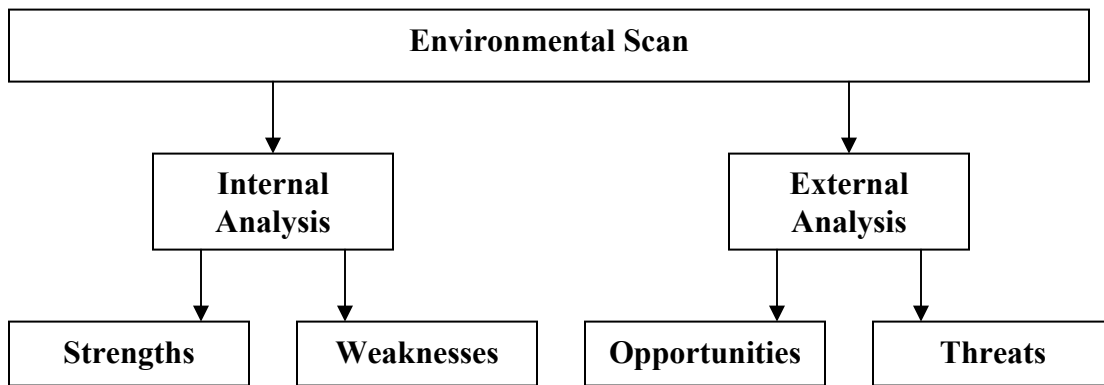 Environmental Scan
Internal
Analysis
External
Analysis
Strengths
Weaknesses
Opportunities
Threats